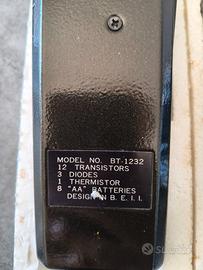 MODEL NO. BT-1232
12 TRANSISTORS
3 DIODES
1 THERMISTOR
8 "AA" BATTERIES
DESIGN IN B. E. I. I.
subito